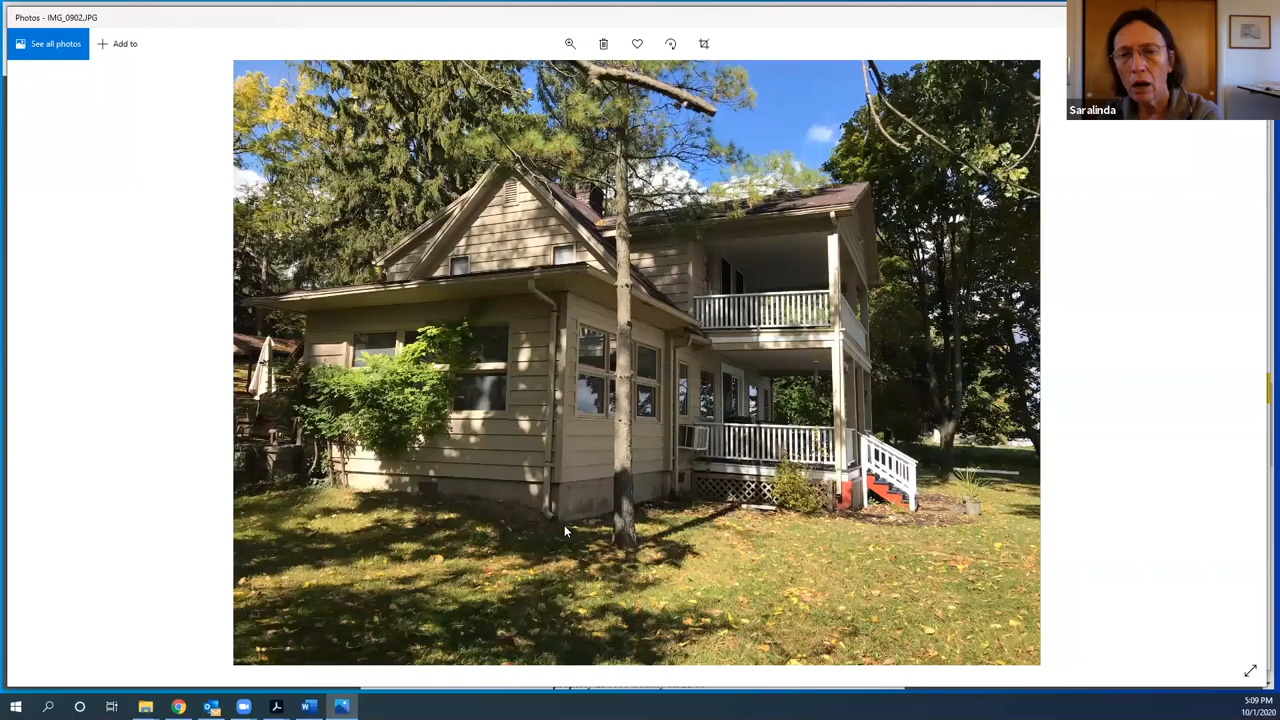 Photos - IMG_0902.JPG
See all photos
Add to
Saralinda
5:09 PM
10/1/2020